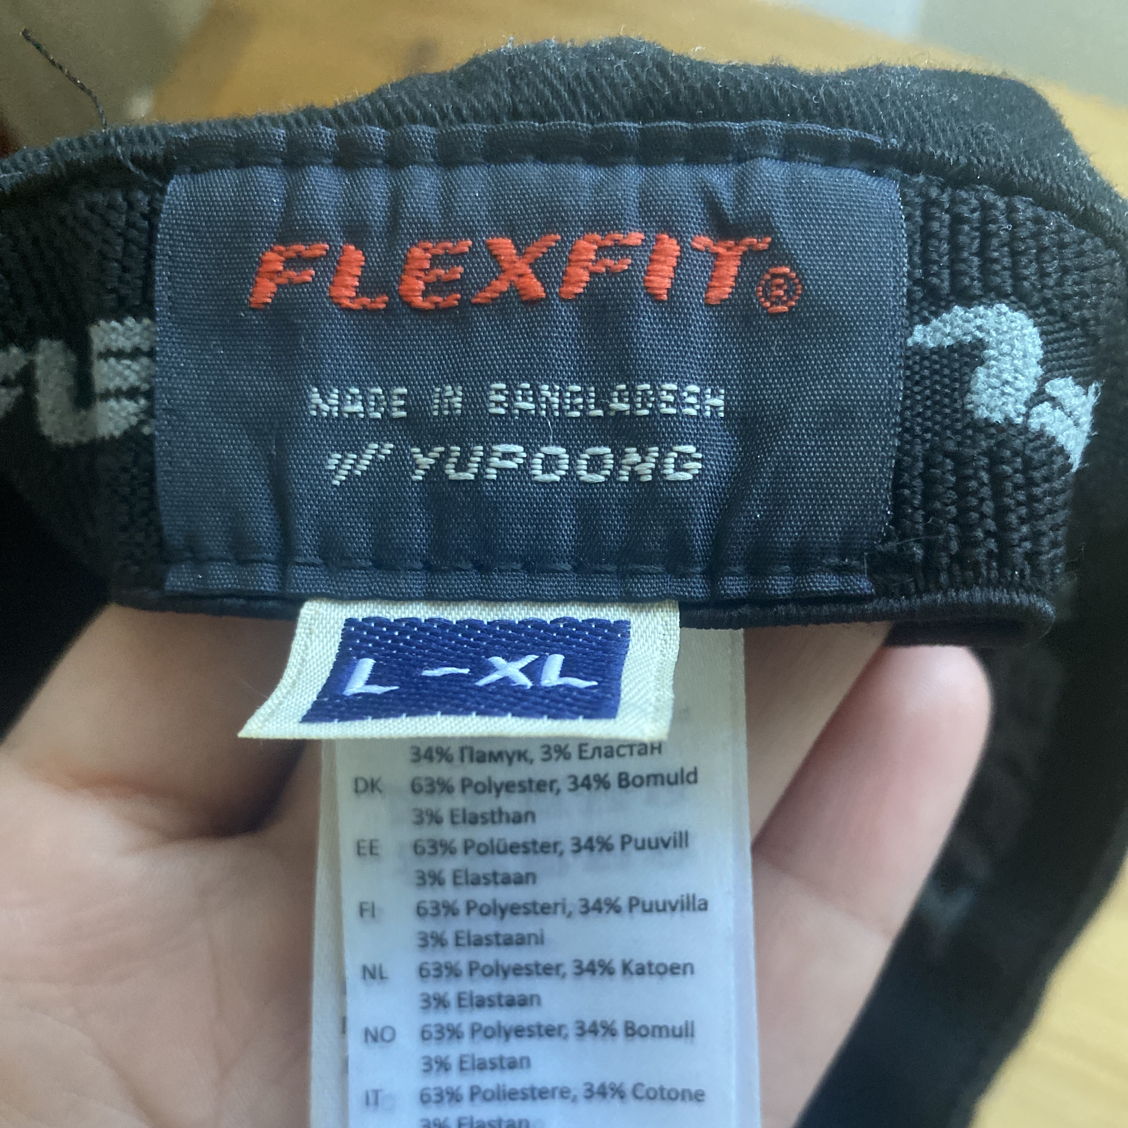 FLEXFIT®
MADE IN BANGLADESH
YUPOONG
L - XL
34% Памук, 3% Еластан
DK 63% Polyester, 34% Bomuld
3% Elasthan
EE 63% Polüester, 34% Puuvill
3% Elastaan
FI 63% Polyesteri, 34% Puuvilla
3% Elastaani
NL 63% Polyester, 34% Katoen
3% Elastaan
NO 63% Polyester, 34% Bomull
3% Elastan
IT 63% Poliestere, 34% Cotone
3% Elastan